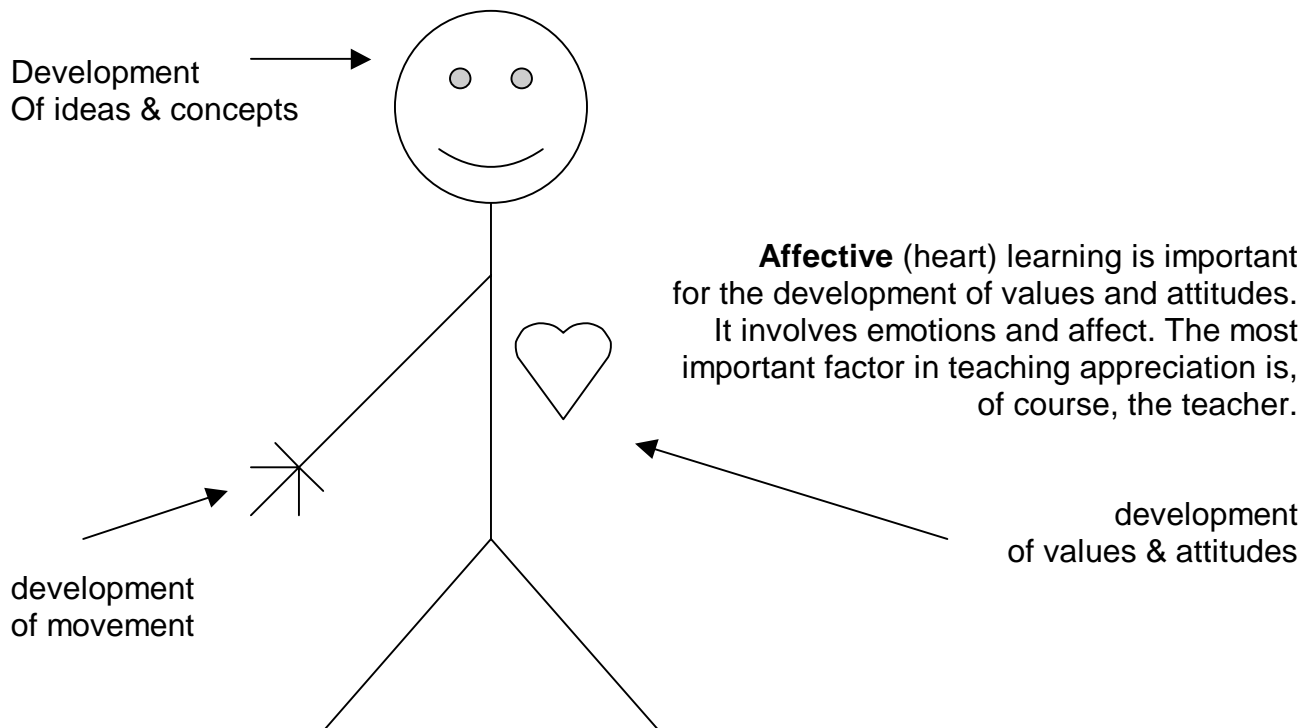 Development
Of ideas & concepts
Affective (heart) learning is important
for the development of values and attitudes.
It involves emotions and affect. The most
important factor in teaching appreciation is,
of course, the teacher.
development
of values & attitudes
development
of movement